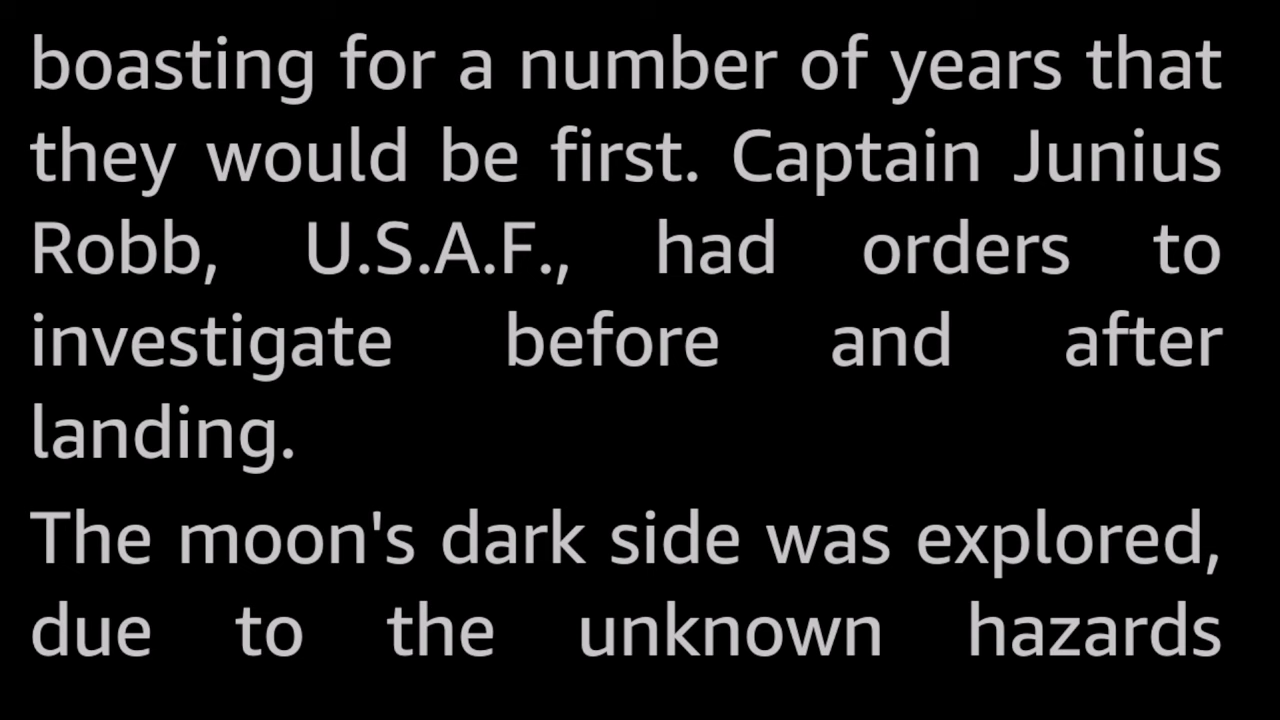 boasting for a number of years that
they would be first. Captain Junius
Robb, U.S.A.F., had orders to
investigate before and after
landing.
The moon's dark side was explored,
due to the unknown hazards